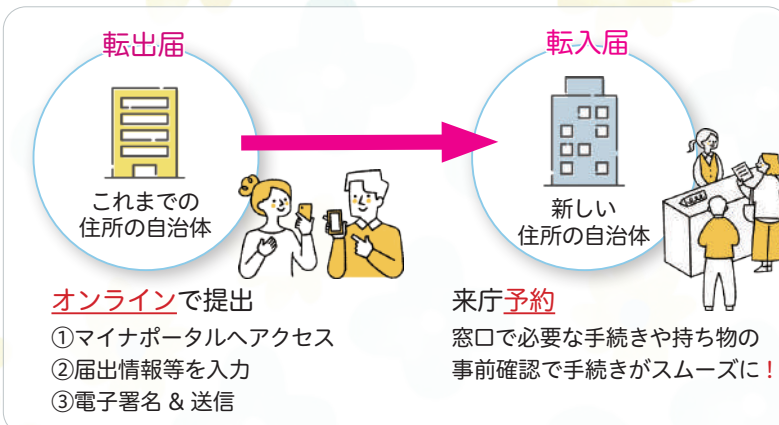 転出届
これまでの
住所の自治体
オンラインで提出
①マイナポータルへアクセス
②届出情報等を入力
③電子署名 & 送信
転入届
新しい
住所の自治体
来庁予約
窓口で必要な手続きや持ち物の
事前確認で手続きがスムーズに!